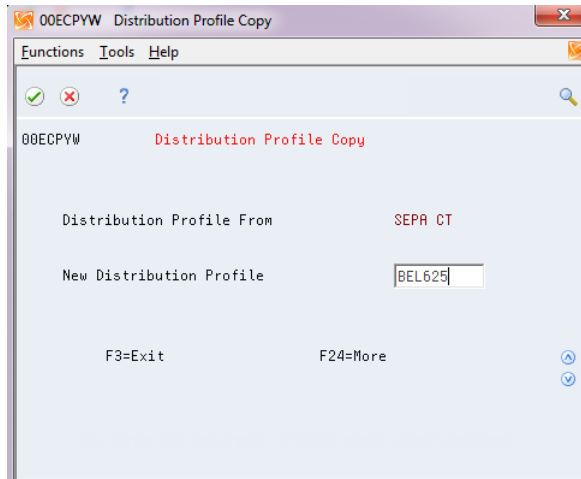 00ECPYW Distribution Profile Copy
Functions Tools Help
?
00ECPYW Distribution Profile Copy
Distribution Profile From SEPA CT
New Distribution Profile BEL625
F3=Exit F24=More